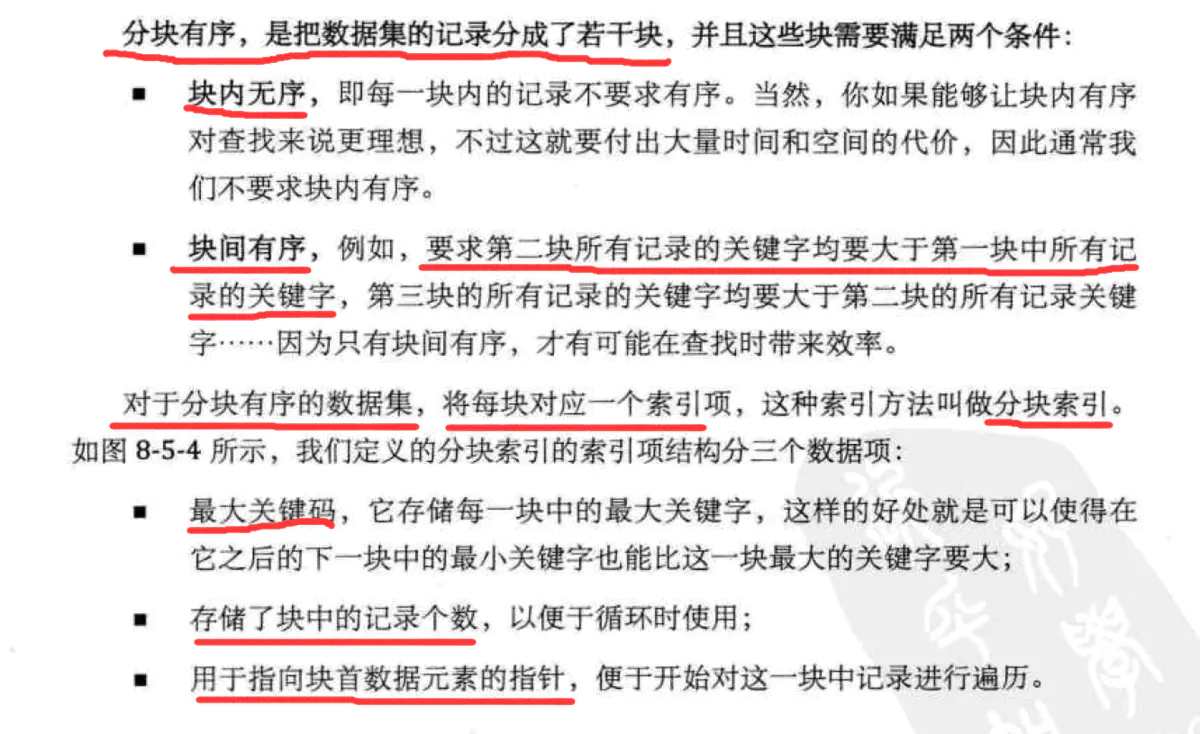 分块有序，是把数据集的记录分成了若干块，并且这些块需要满足两个条件：
■ 块内无序，即每一块内的记录不要求有序。当然，你如果能够让块内有序
对查找来说更理想，不过这就要付出大量时间和空间的代价，因此通常我
们不要求块内有序。
■ 块间有序，例如，要求第二块所有记录的关键字均要大于第一块中所有记
录的关键字，第三块的所有记录的关键字均要大于第二块的所有记录关键
字……因为只有块间有序，才有可能在查找时带来效率。
对于分块有序的数据集，将每块对应一个索引项，这种索引方法叫做分块索引。
如图 8-5-4 所示，我们定义的分块索引的索引项结构分三个数据项：
■ 最大关键码，它存储每一块中的最大关键字，这样的好处就是可以使得在
它之后的下一块中的最小关键字也能比这一块最大的关键字要大；
■ 存储了块中的记录个数，以便于循环时使用；
■ 用于指向块首数据元素的指针，便于开始对这一块中记录进行遍历。